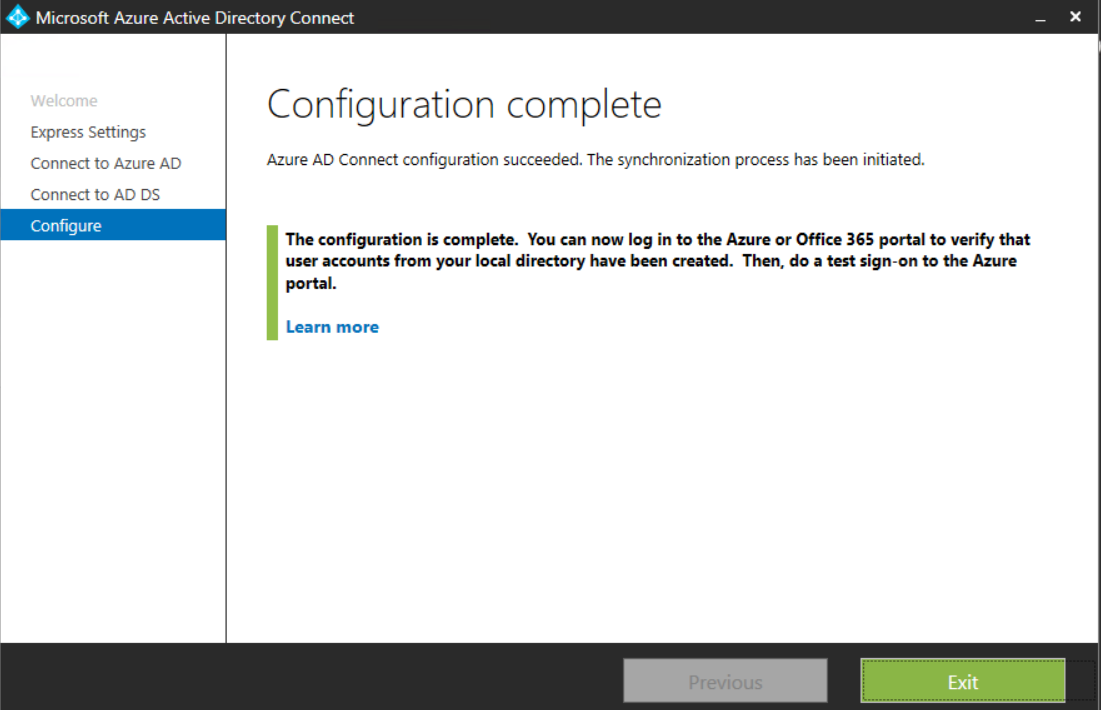 Microsoft Azure Active Directory Connect
Welcome
Express Settings
Connect to Azure AD
Connect to AD DS
Configure
Configuration complete
Azure AD Connect configuration succeeded. The synchronization process has been initiated.
The configuration is complete.  You can now log in to the Azure or Office 365 portal to verify that
user accounts from your local directory have been created.  Then, do a test sign-on to the Azure
portal.
Learn more
Previous
Exit